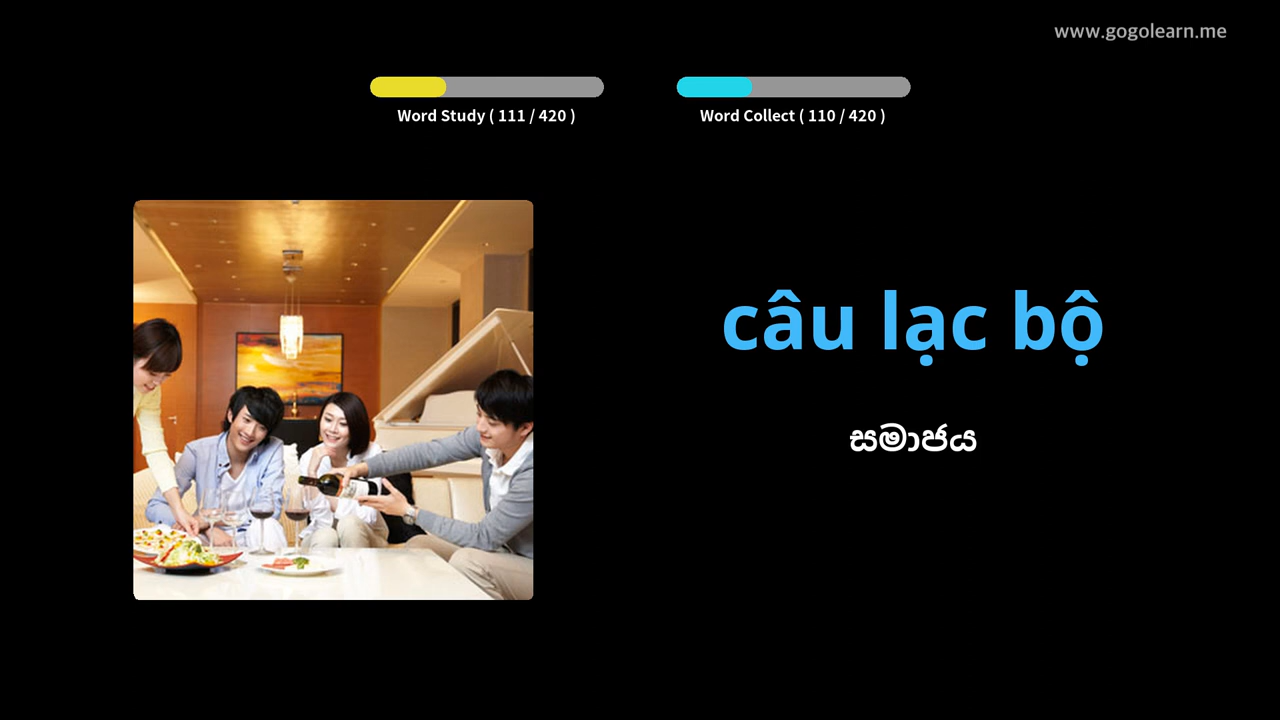 www.gogolearn.me
Word Study ( 111 / 420 )
Word Collect ( 110 / 420 )
câu lạc bộ
සමාජය